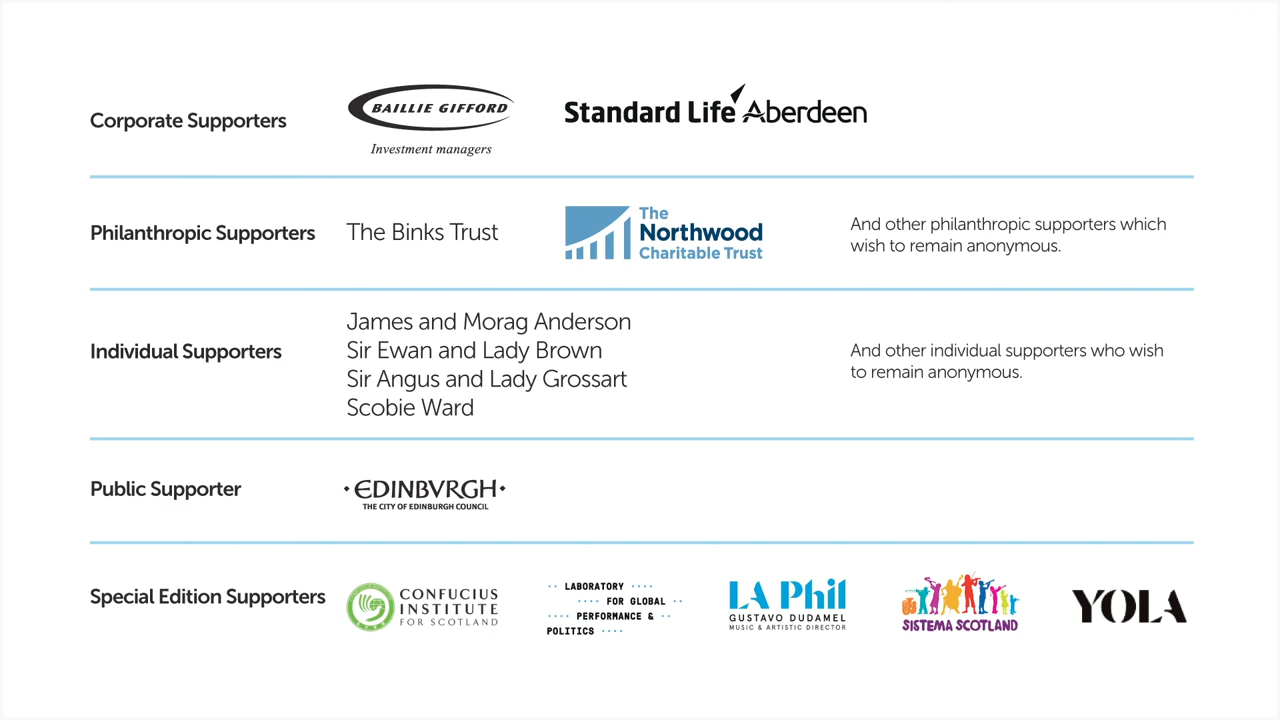 Corporate Supporters
BAILLIE GIFFORD
Investment managers
Standard Life Aberdeen
Philanthropic Supporters
The Binks Trust
The
Northwood
Charitable Trust
And other philanthropic supporters which
wish to remain anonymous.
Individual Supporters
James and Morag Anderson
Sir Ewan and Lady Brown
Sir Angus and Lady Grossart
Scobie Ward
And other individual supporters who wish
to remain anonymous.
Public Supporter
•EDINBVRGH•
THE CITY OF EDINBURGH COUNCIL
Special Edition Supporters
CONFUCIUS
INSTITUTE
FOR SCOTLAND
·· LABORATORY ····
···· FOR GLOBAL ··
···· PERFORMANCE & ··
POLITICS ····
LA Phil
GUSTAVO DUDAMEL
MUSIC & ARTISTIC DIRECTOR
SISTEMA SCOTLAND
YOLA